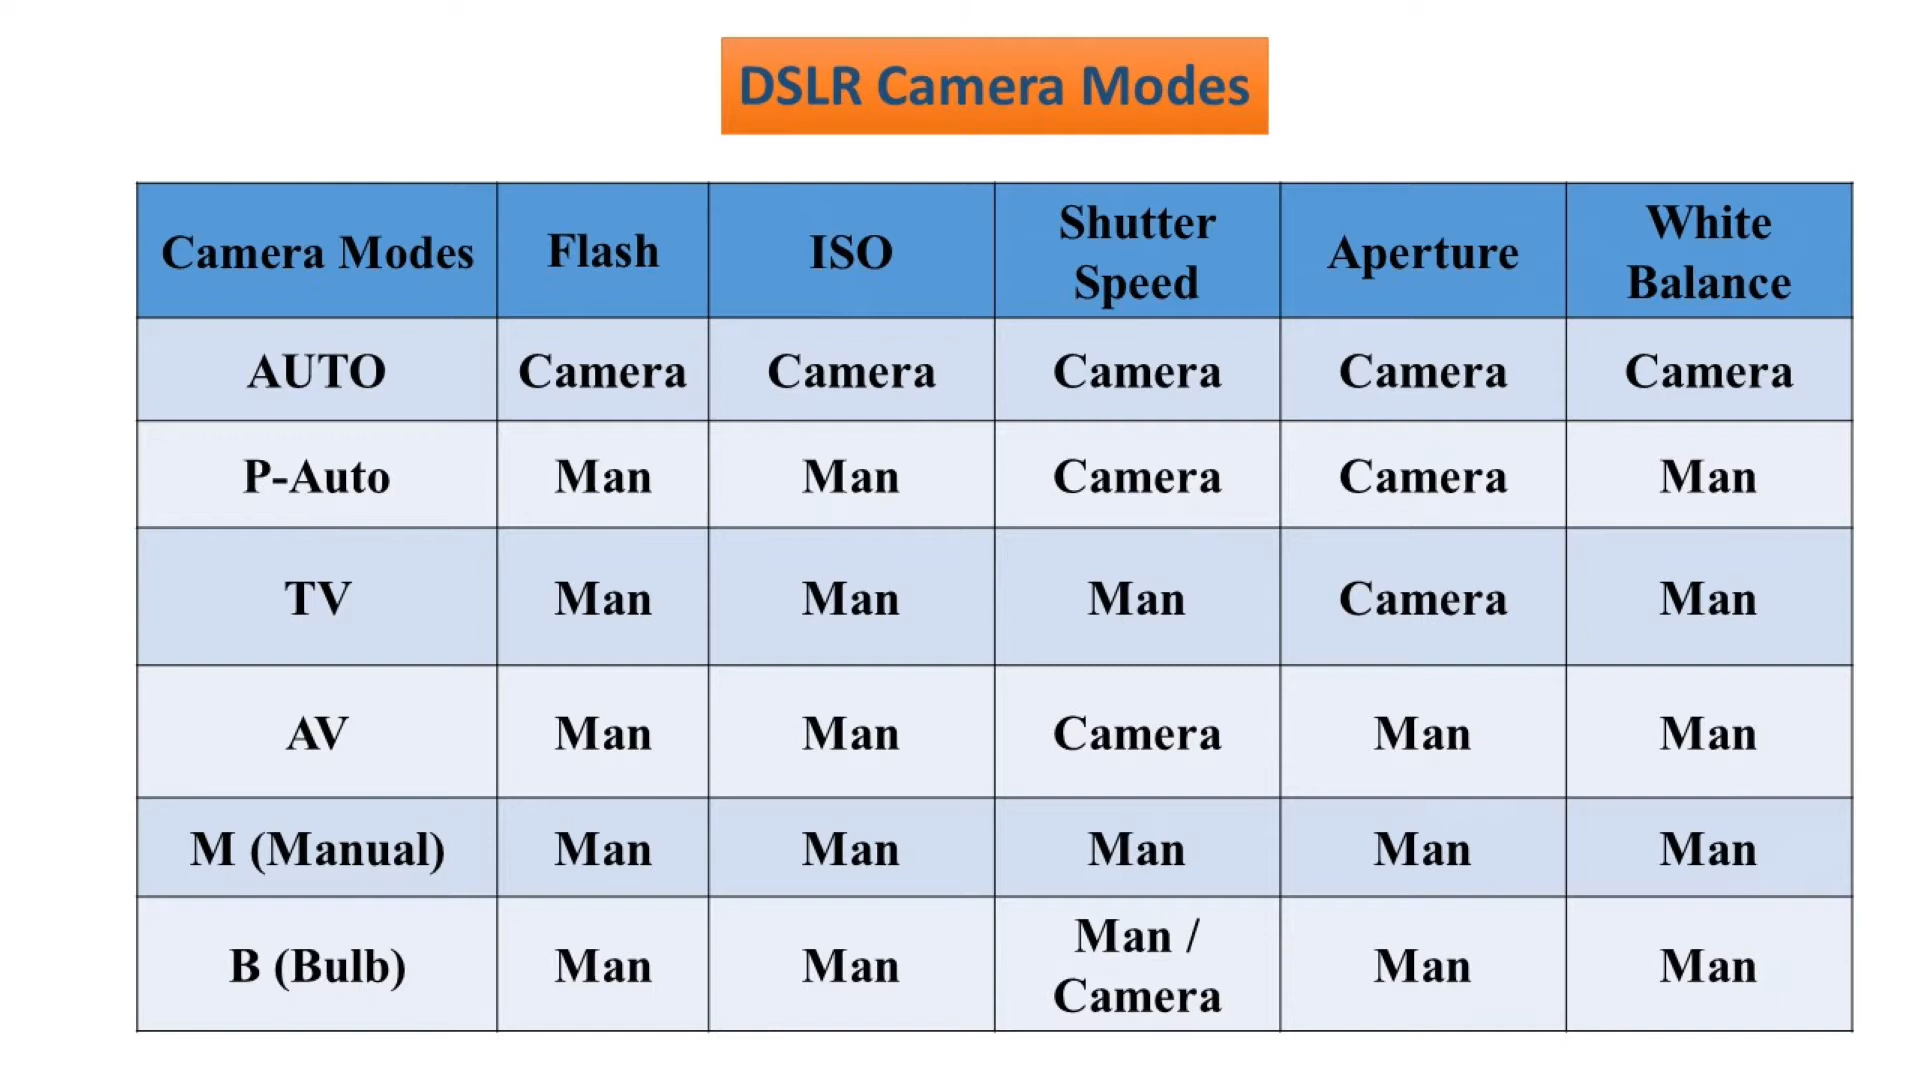 DSLR Camera Modes
Camera Modes Flash ISO Shutter Speed Aperture White Balance
AUTO Camera Camera Camera Camera Camera
P-Auto Man Man Camera Camera Man
TV Man Man Man Camera Man
AV Man Man Camera Man Man
M (Manual) Man Man Man Man Man
B (Bulb) Man Man Man / Camera Man Man